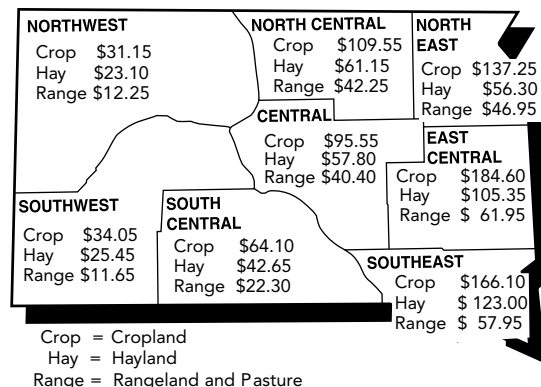 NORTHWEST
Crop $31.15
Hay $23.10
Range $12.25
NORTH CENTRAL
Crop $109.55
Hay $61.15
Range $42.25
NORTH
EAST
Crop $137.25
Hay $56.30
Range $46.95
CENTRAL
Crop $95.55
Hay $57.80
Range $40.40
EAST
CENTRAL
Crop $184.60
Hay $105.35
Range $ 61.95
SOUTHWEST
Crop $34.05
Hay $25.45
Range $11.65
SOUTH
CENTRAL
Crop $64.10
Hay $42.65
Range $22.30
SOUTHEAST
Crop $166.10
Hay $ 123.00
Range $ 57.95
Crop = Cropland
Hay = Hayland
Range = Rangeland and Pasture